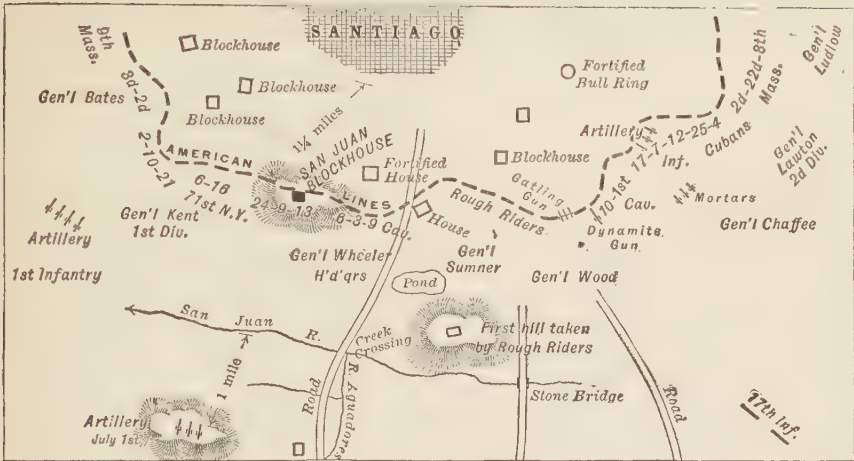 SANTIAGO
9th
Mass.
3d-2d
Gen'l Bates
2-10-21
Blockhouse
Blockhouse
Blockhouse
1¼ miles
SAN JUAN
BLOCKHOUSE
AMERICAN
LINES
6-16
71st N.Y.
24-9-13
6-3-9 Cav.
Fortified
House
House
Fortified
Bull Ring
Blockhouse
Artillery
2d-22d-8th
Mass.
Gen'l
Ludlow
17-7-12-25-4
Inf.
Cubans
Gen'l
Lawton
2d Div.
Gatling
Gun
Rough Riders
10-1st
Cav.
Dynamite
Gun
Mortars
Gen'l Chaffee
Artillery
1st Infantry
Gen'l Kent
1st Div.
Gen'l Wheeler
H'd'qrs
Gen'l
Sumner
Gen'l Wood
Pond
San Juan R.
Creek
Crossing
First hill taken
by Rough Riders
1 mile
Road
R. Aguadores
Stone Bridge
Road
Artillery
July 1st
17th Inf.